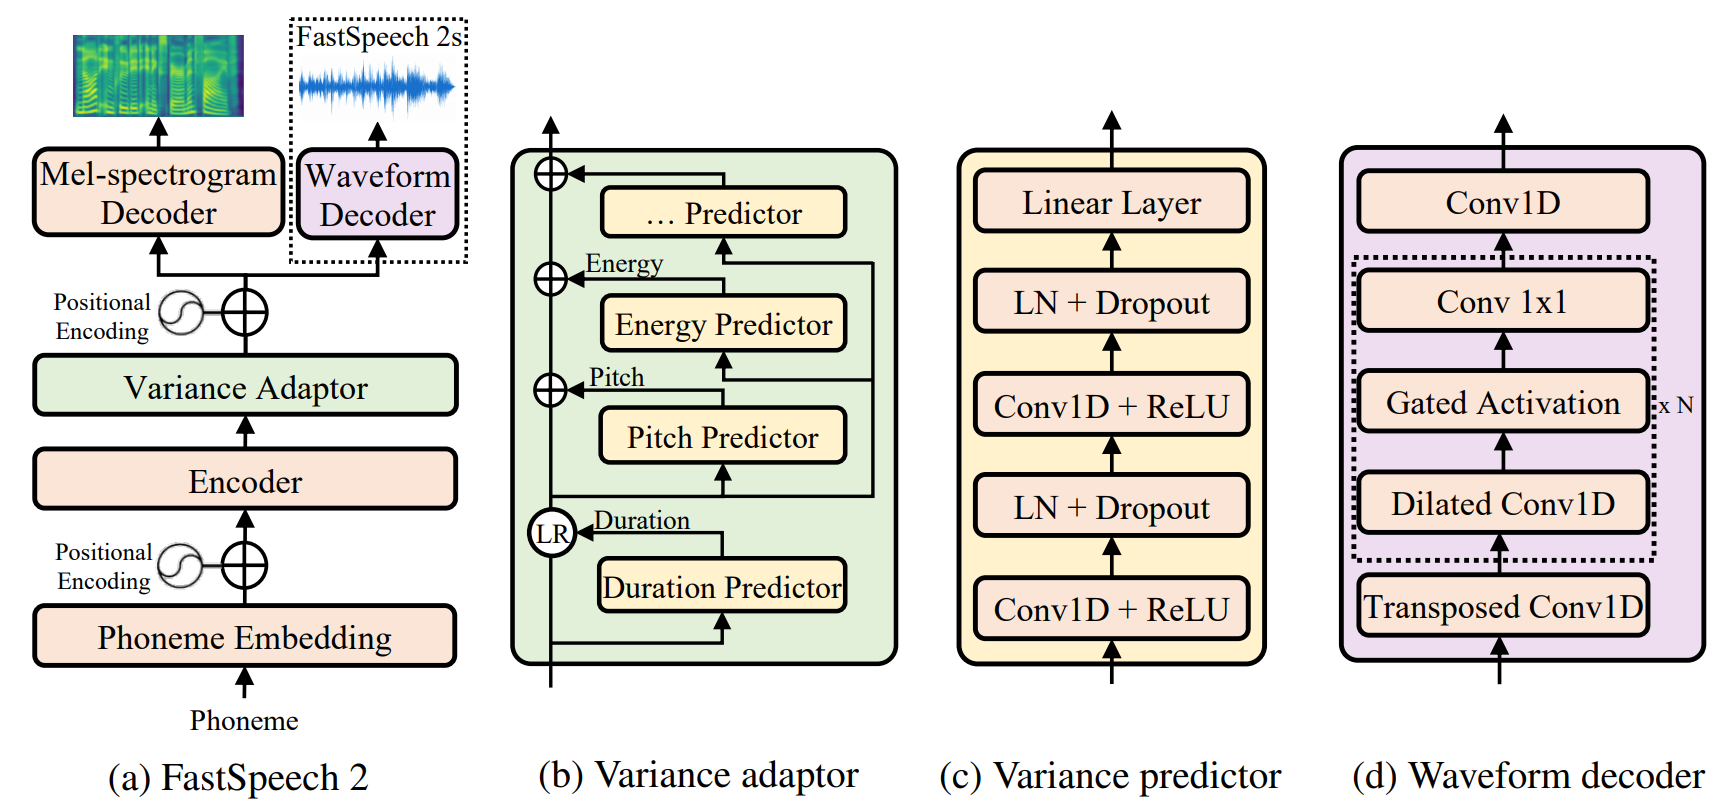 FastSpeech 2s
Mel-spectrogram
Decoder
Waveform
Decoder
Positional
Encoding
Variance Adaptor
Encoder
Positional
Encoding
Phoneme Embedding
Phoneme
(a) FastSpeech 2
… Predictor
Energy
Energy Predictor
Pitch
Pitch Predictor
LR
Duration
Duration Predictor
(b) Variance adaptor
Linear Layer
LN + Dropout
Conv1D + ReLU
LN + Dropout
Conv1D + ReLU
(c) Variance predictor
Conv1D
Conv 1x1
Gated Activation
x N
Dilated Conv1D
Transposed Conv1D
(d) Waveform decoder